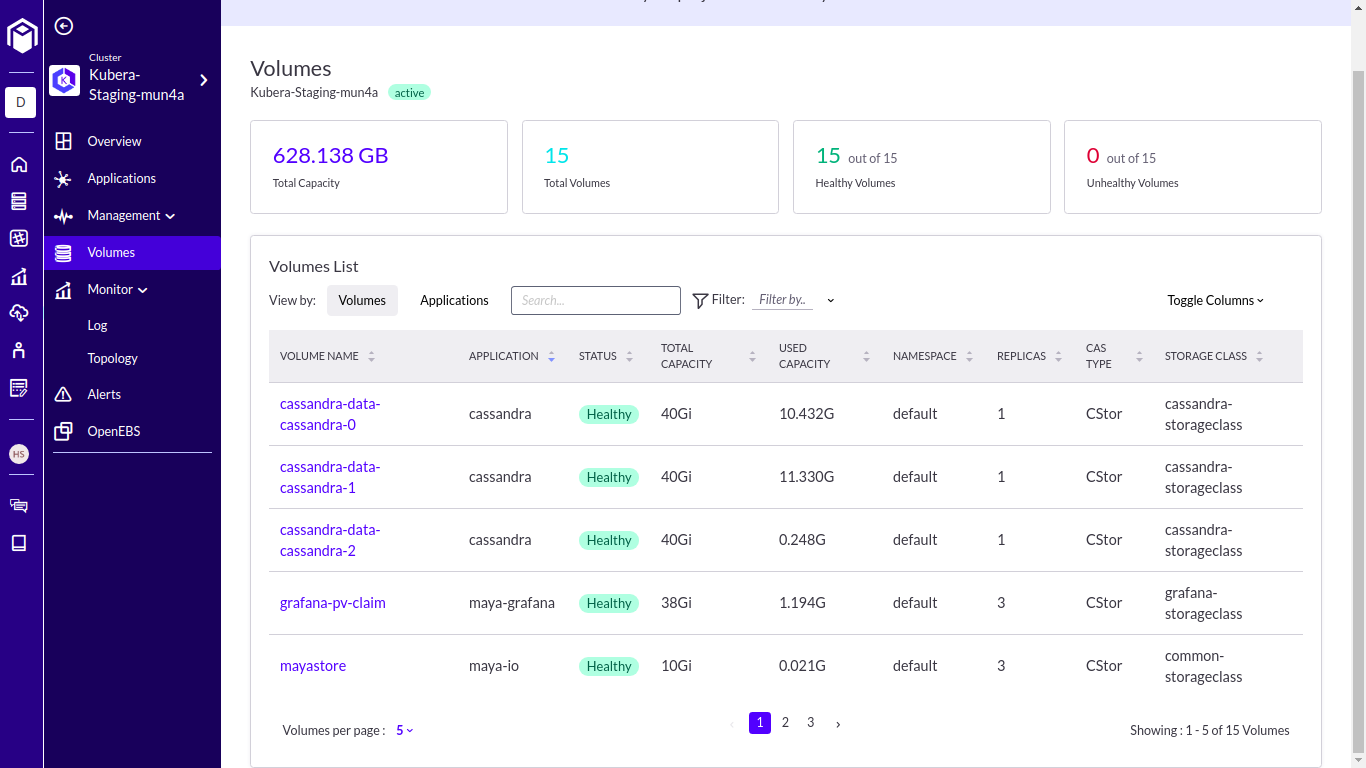 Cluster
Kubera-
Staging-mun4a
D
Overview
Applications
Management
Volumes
Monitor
Log
Topology
Alerts
OpenEBS
HS
Volumes
Kubera-Staging-mun4a active
628.138 GB
Total Capacity
15
Total Volumes
15 out of 15
Healthy Volumes
0 out of 15
Unhealthy Volumes
Volumes List
View by: Volumes Applications Search... Filter: Filter by.. Toggle Columns
VOLUME NAME APPLICATION STATUS TOTAL CAPACITY USED CAPACITY NAMESPACE REPLICAS CAS TYPE STORAGE CLASS
cassandra-data-
cassandra-0 cassandra Healthy 40Gi 10.432G default 1 CStor cassandra-
storageclass
cassandra-data-
cassandra-1 cassandra Healthy 40Gi 11.330G default 1 CStor cassandra-
storageclass
cassandra-data-
cassandra-2 cassandra Healthy 40Gi 0.248G default 1 CStor cassandra-
storageclass
grafana-pv-claim maya-grafana Healthy 38Gi 1.194G default 3 CStor grafana-
storageclass
mayastore maya-io Healthy 10Gi 0.021G default 3 CStor common-
storageclass
Volumes per page : 5 ‹ 1 2 3 › Showing : 1 - 5 of 15 Volumes